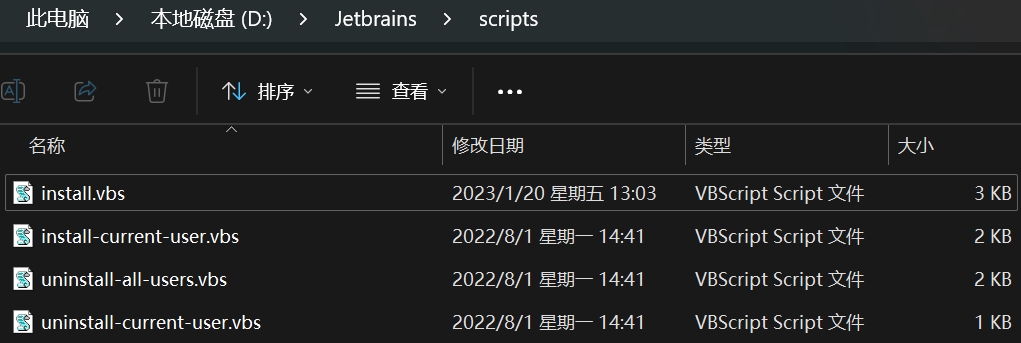 此电脑 > 本地磁盘 (D:) > Jetbrains > scripts
排序 查看 •••
名称 修改日期 类型 大小
install.vbs 2023/1/20 星期五 13:03 VBScript Script 文件 3 KB
install-current-user.vbs 2022/8/1 星期一 14:41 VBScript Script 文件 2 KB
uninstall-all-users.vbs 2022/8/1 星期一 14:41 VBScript Script 文件 2 KB
uninstall-current-user.vbs 2022/8/1 星期一 14:41 VBScript Script 文件 1 KB